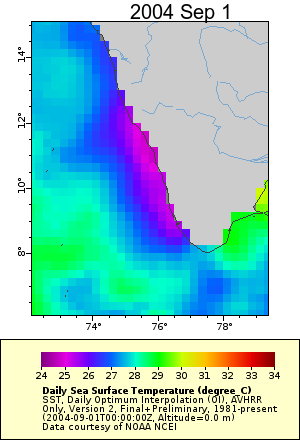 2004 Sep 1
14°
12°
10°
8°
74° 76° 78°
24 25 26 27 28 29 30 31 32 33 34
Daily Sea Surface Temperature (degree_C)
SST, Daily Optimum Interpolation (OI), AVHRR
Only, Version 2, Final+Preliminary, 1981-present
(2004-09-01T00:00:00Z, Altitude=0.0 m)
Data courtesy of NOAA NCEI